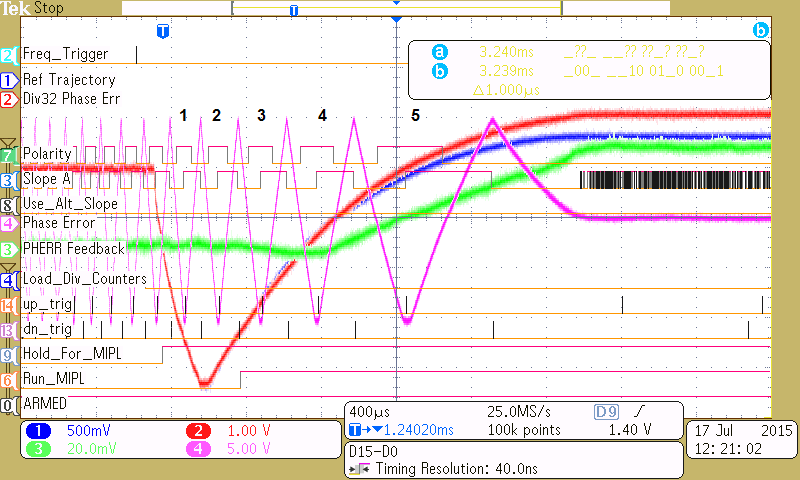 Tek Stop
T
T
b
2 Freq_Trigger
a 3.240ms _??_ __?? ??_? ??_?
b 3.239ms _00_ __10 01_0 00_1
Δ1.000µs
1 Ref Trajectory
2 Div32 Phase Err
1 2 3 4 5
7 Polarity
3 Slope A
8 Use_Alt_Slope
4 Phase Error
3 PHERR Feedback
4 Load_Div_Counters
14 up_trig
13 dn_trig
9 Hold_For_MIPL
6 Run_MIPL
0 ARMED
1 500mV 2 1.00 V
3 20.0mV 4 5.00 V
400µs 25.0MS/s D9
T→▼1.24020ms 100k points 1.40 V
D15-D0
Timing Resolution: 40.0ns
17 Jul 2015
12:21:02